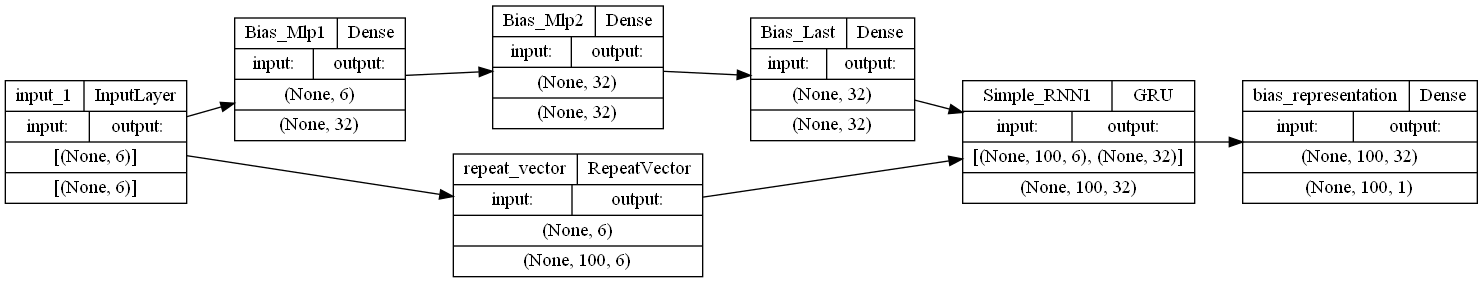 input_1 InputLayer
input: output:
[(None, 6)]
[(None, 6)]
Bias_Mlp1 Dense
input: output:
(None, 6)
(None, 32)
Bias_Mlp2 Dense
input: output:
(None, 32)
(None, 32)
Bias_Last Dense
input: output:
(None, 32)
(None, 32)
repeat_vector RepeatVector
input: output:
(None, 6)
(None, 100, 6)
Simple_RNN1 GRU
input: output:
[(None, 100, 6), (None, 32)]
(None, 100, 32)
bias_representation Dense
input: output:
(None, 100, 32)
(None, 100, 1)